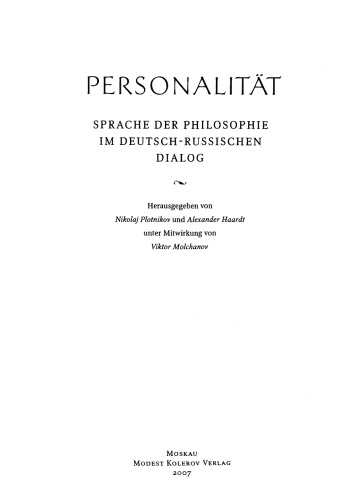 PERSONALITÄT
SPRACHE DER PHILOSOPHIE
IM DEUTSCH-RUSSISCHEN
DIALOG
Herausgegeben von
Nikolaj Plotnikov und Alexander Haardt
unter Mitwirkung von
Viktor Molchanov
MOSKAU
MODEST KOLEROV VERLAG
2007